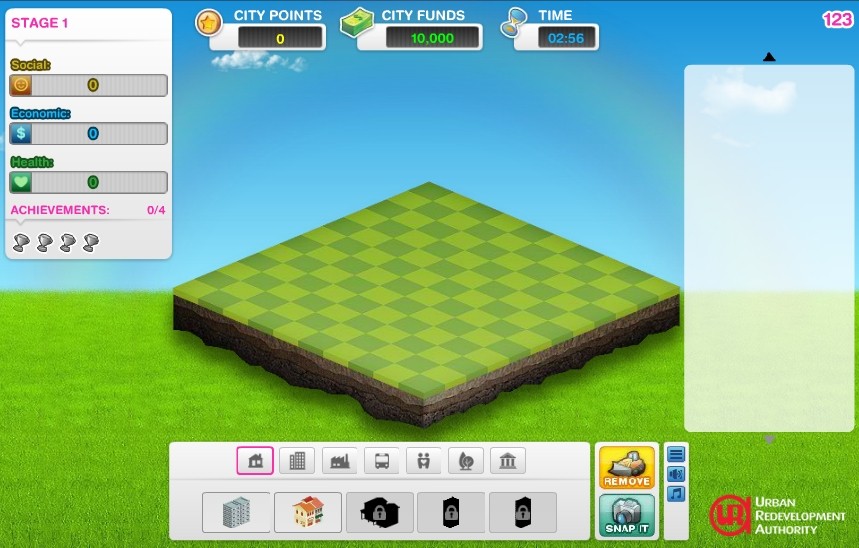 STAGE 1
CITY POINTS
0
CITY FUNDS
10,000
TIME
02:56
123
Social:
0
Economic:
$
0
Health:
0
ACHIEVEMENTS: 0/4
REMOVE
SNAP IT
URBAN
REDEVELOPMENT
AUTHORITY